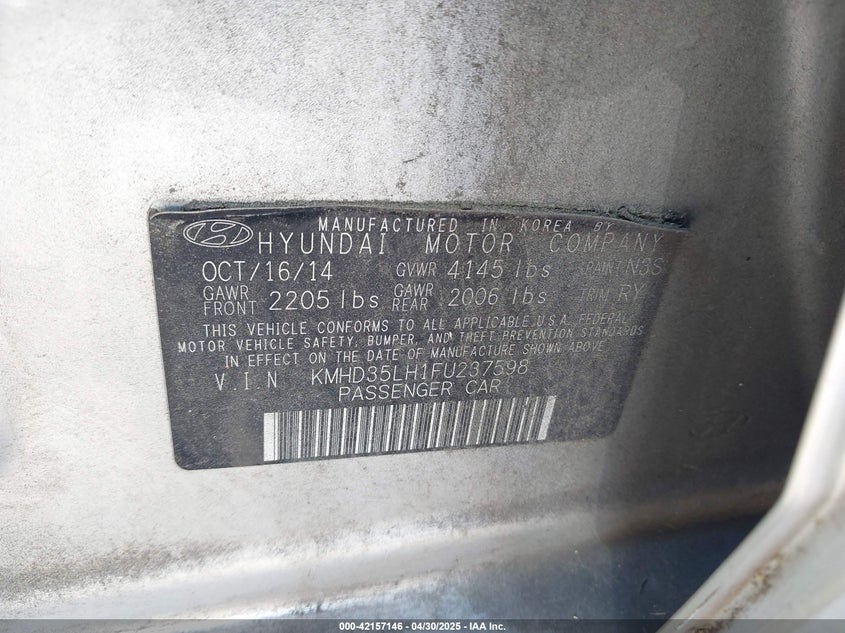 MANUFACTURED IN KOREA BY
HYUNDAI MOTOR COMPANY
OCT/16/14 GVWR 4145 lbs PAINT N3S
GAWR FRONT 2205 lbs GAWR REAR 2006 lbs TRIM RY
THIS VEHICLE CONFORMS TO ALL APPLICABLE U.S.A. FEDERAL
MOTOR VEHICLE SAFETY, BUMPER, AND THEFT PREVENTION STANDARDS
IN EFFECT ON THE DATE OF MANUFACTURE SHOWN ABOVE
V.I.N KMHD35LH1FU237598
PASSENGER CAR
000-42157146 - 04/30/2025 - IAA Inc.